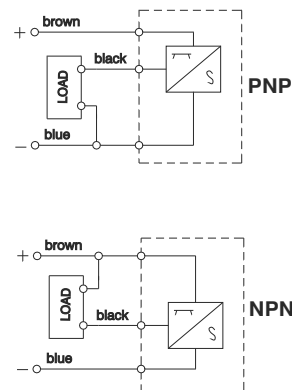 + brown
black
LOAD
S
PNP
− blue
+ brown
LOAD
black
S
NPN
− blue